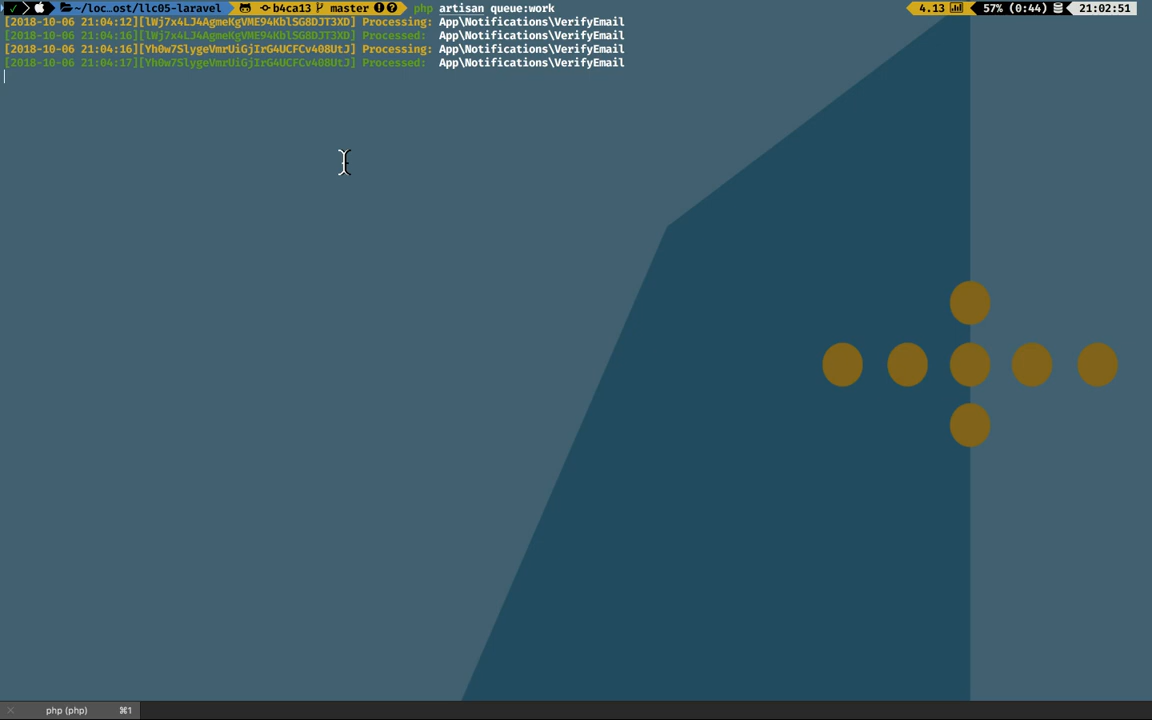 ✓ ~/loc…ost/llc05-laravel b4ca13 master php artisan queue:work 4.13 57% (0:44) 21:02:51
[2018-10-06 21:04:12][lWj7x4LJ4AgmeKgVME94KblSG8DJT3XD] Processing: App\Notifications\VerifyEmail
[2018-10-06 21:04:16][lWj7x4LJ4AgmeKgVME94KblSG8DJT3XD] Processed: App\Notifications\VerifyEmail
[2018-10-06 21:04:16][Yh0w7SlygeVmrUiGjIrG4UCFCv408UtJ] Processing: App\Notifications\VerifyEmail
[2018-10-06 21:04:17][Yh0w7SlygeVmrUiGjIrG4UCFCv408UtJ] Processed: App\Notifications\VerifyEmail
php (php) ⌘1